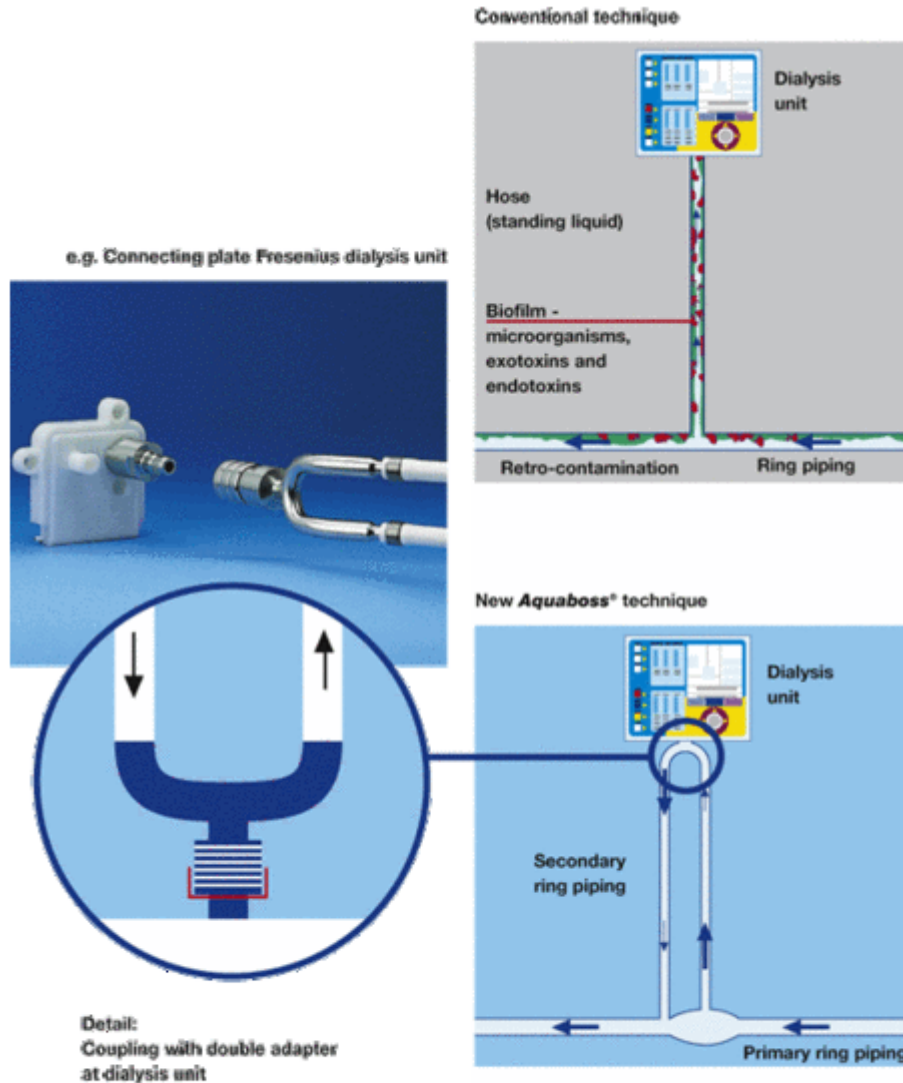 Conventional technique
Dialysis
unit
Hose
(standing liquid)
e.g. Connecting plate Fresenius dialysis unit
Biofilm -
microorganisms,
exotoxins and
endotoxins
Retro-contamination
Ring piping
New Aquaboss® technique
Dialysis
unit
Secondary
ring piping
Primary ring piping
Detail:
Coupling with double adapter
at dialysis unit